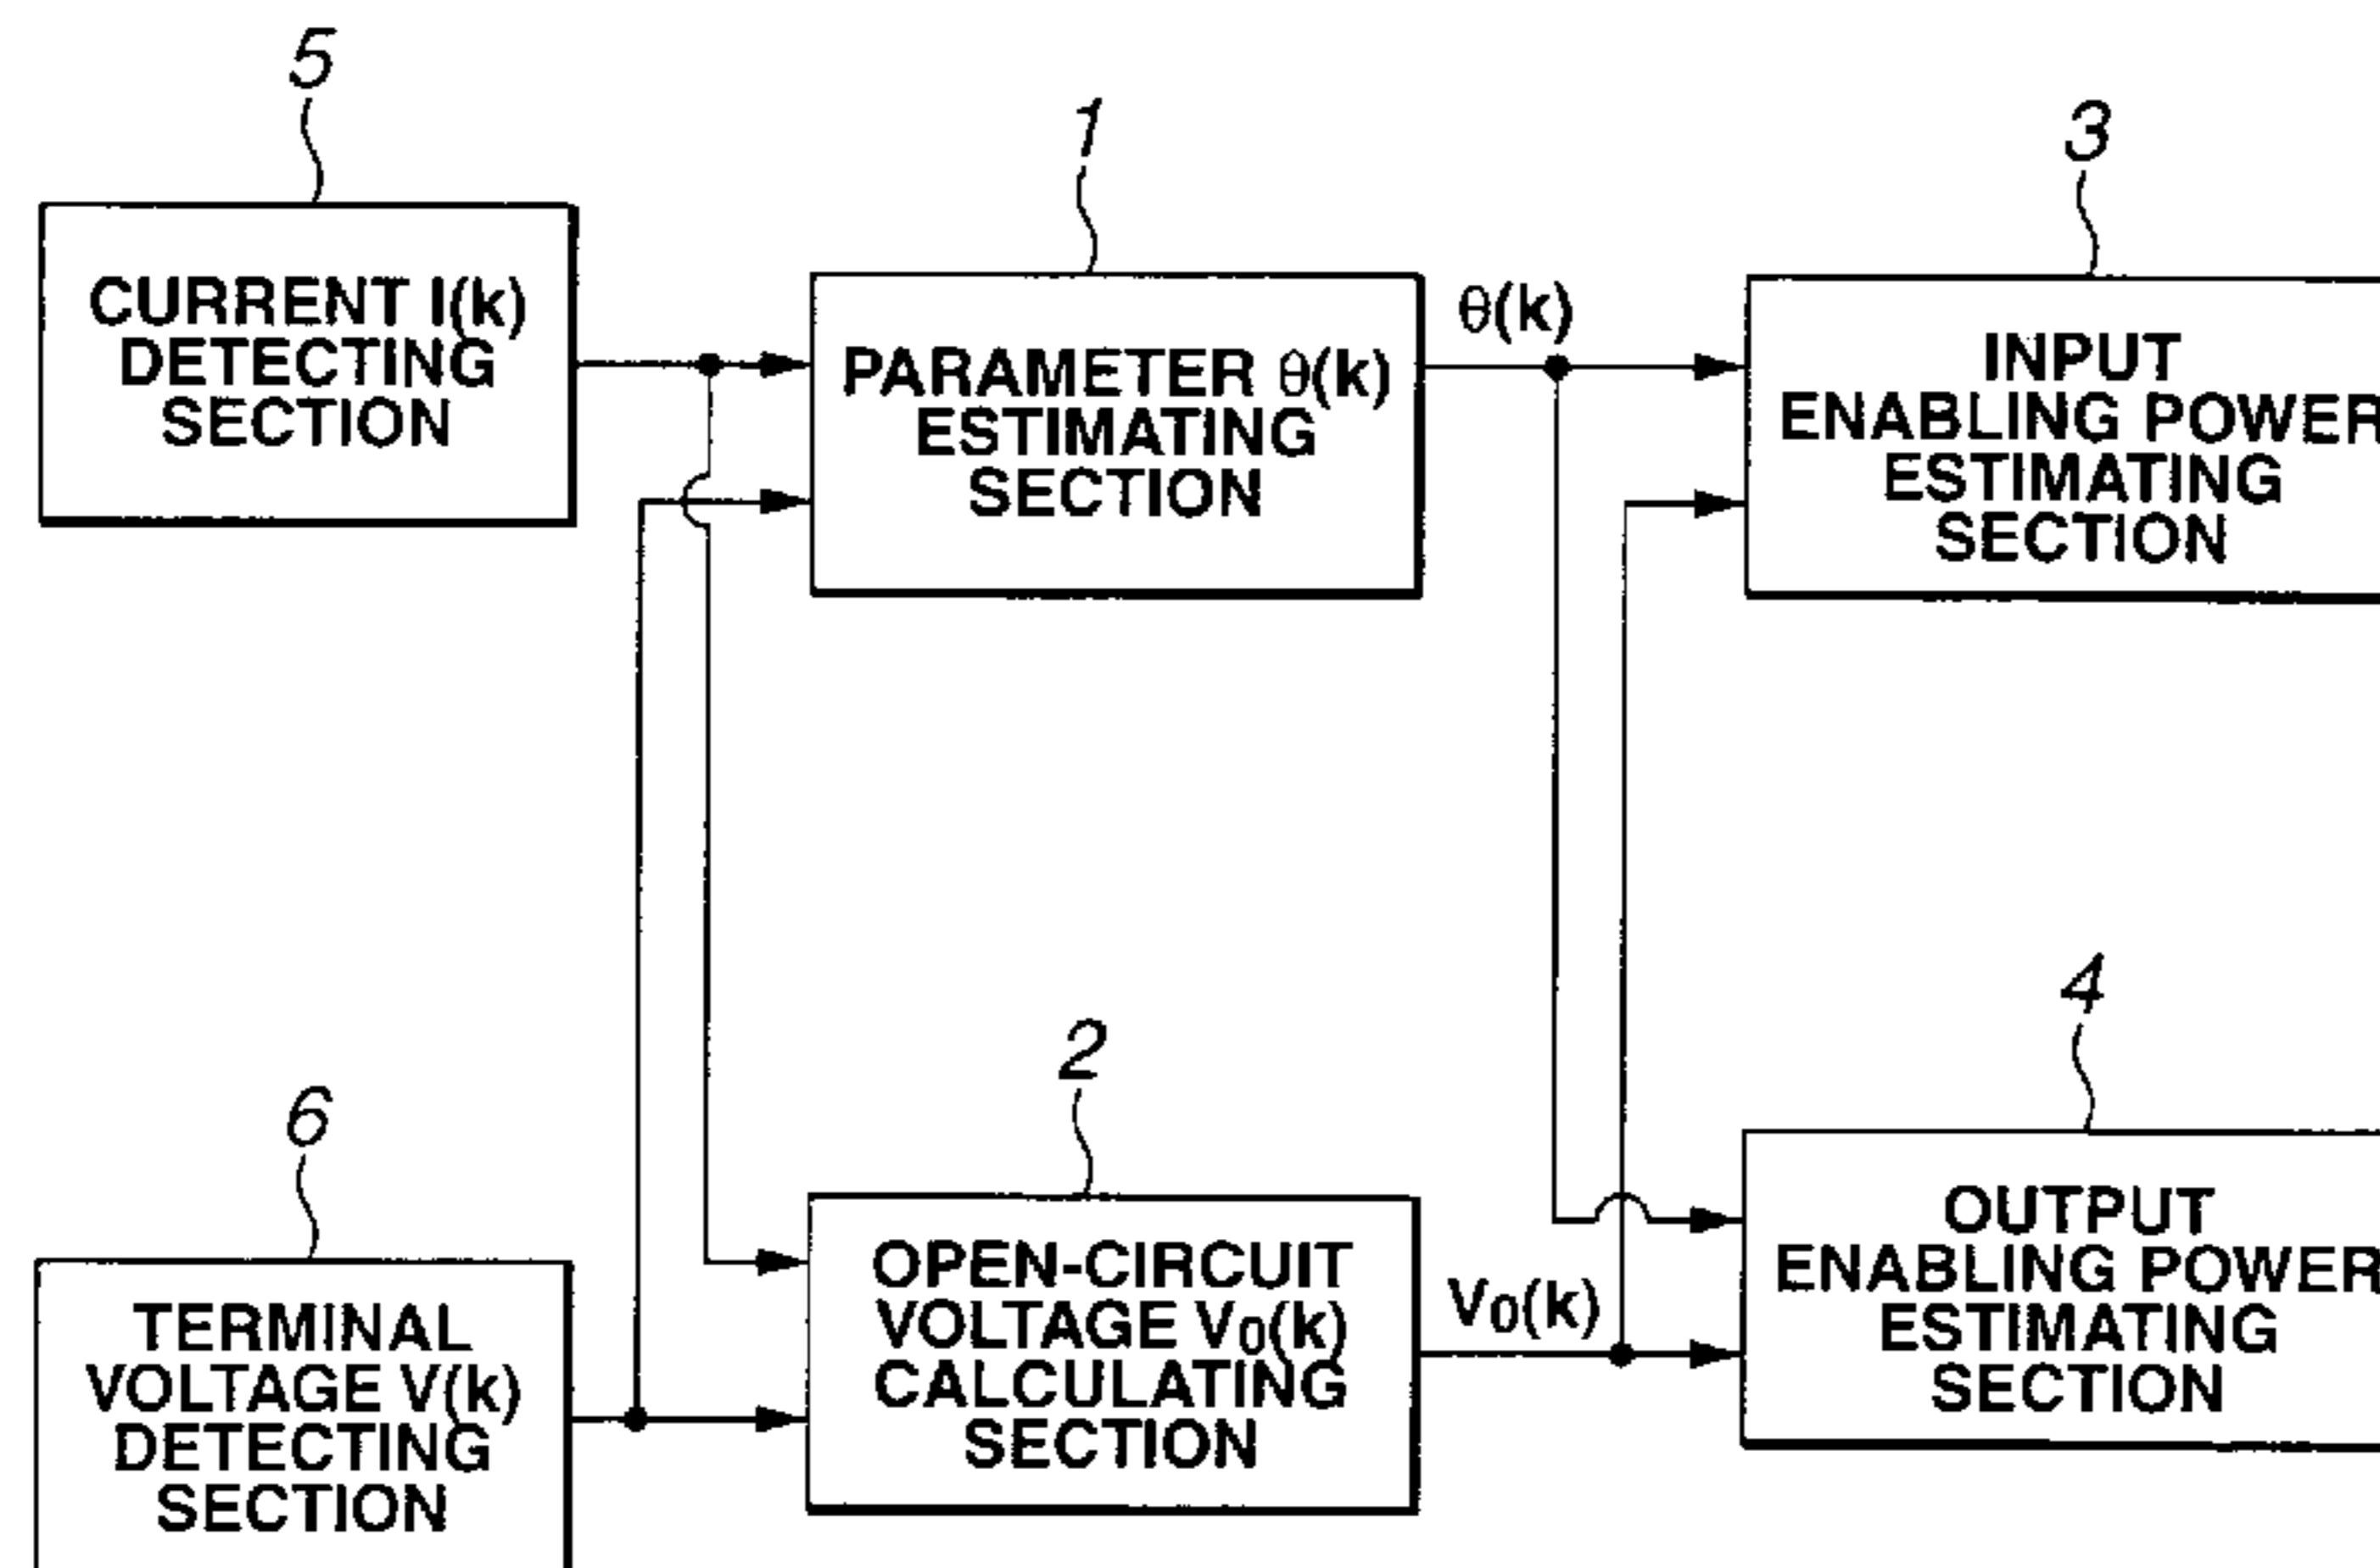 5
CURRENT I(k)
DETECTING
SECTION
1
PARAMETER θ(k)
ESTIMATING
SECTION
θ(k)
3
INPUT
ENABLING POWER
ESTIMATING
SECTION
6
TERMINAL
VOLTAGE V(k)
DETECTING
SECTION
2
OPEN-CIRCUIT
VOLTAGE V0(k)
CALCULATING
SECTION
V0(k)
4
OUTPUT
ENABLING POWER
ESTIMATING
SECTION